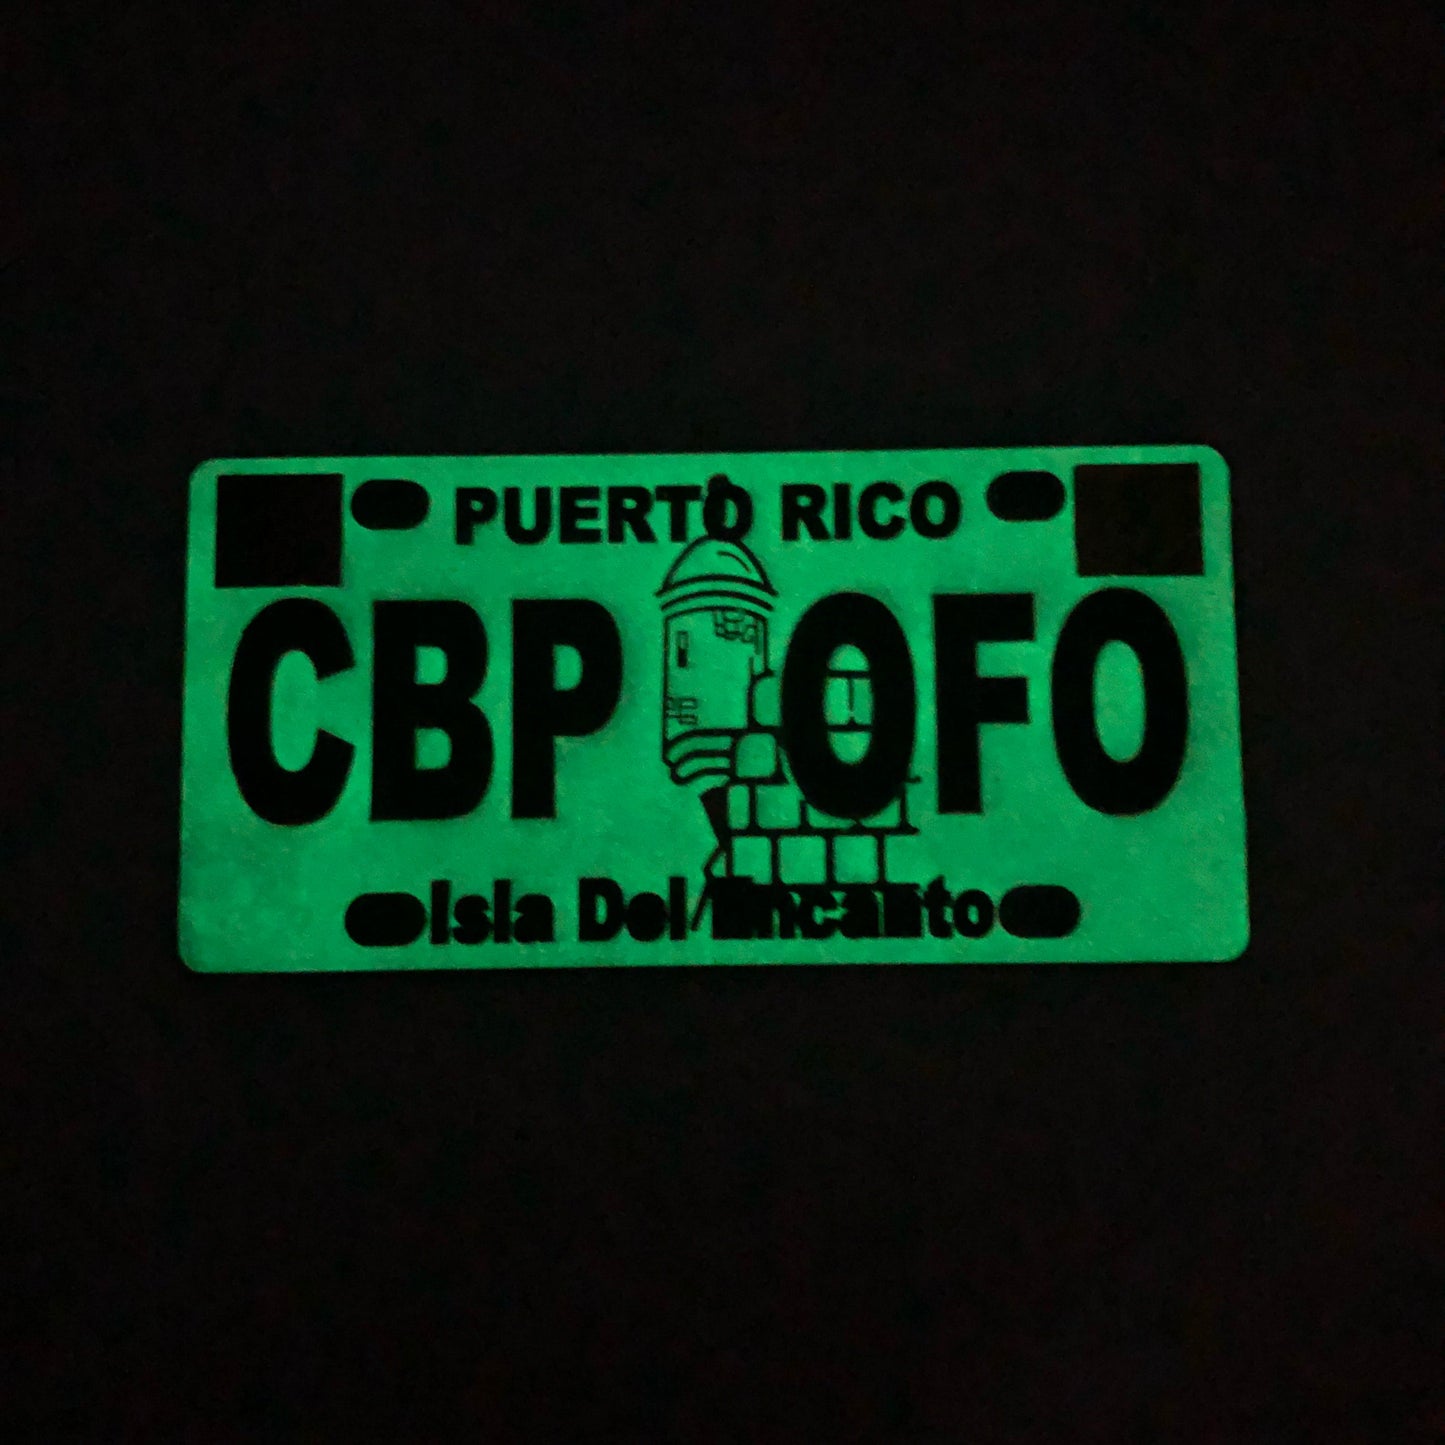 PUERTO RICO
CBP OFO
Isla Del Encanto